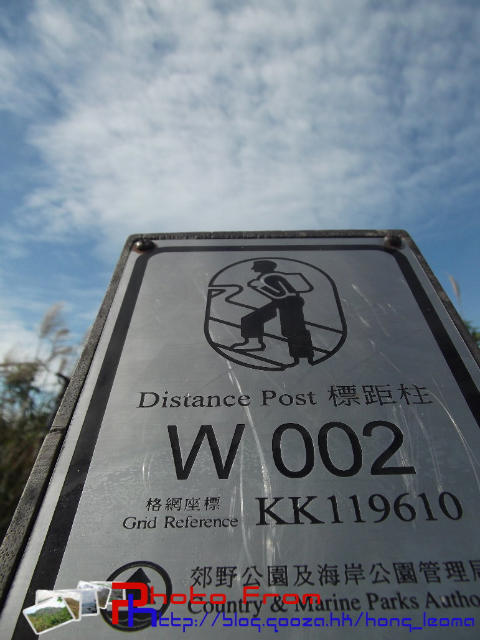 Distance Post 標距柱
W 002
格網座標
Grid Reference KK119610
郊野公園及海岸公園管理局
Country & Marine Parks Autho
Photo From
Http://blog.qooza.hk/hong_leoma